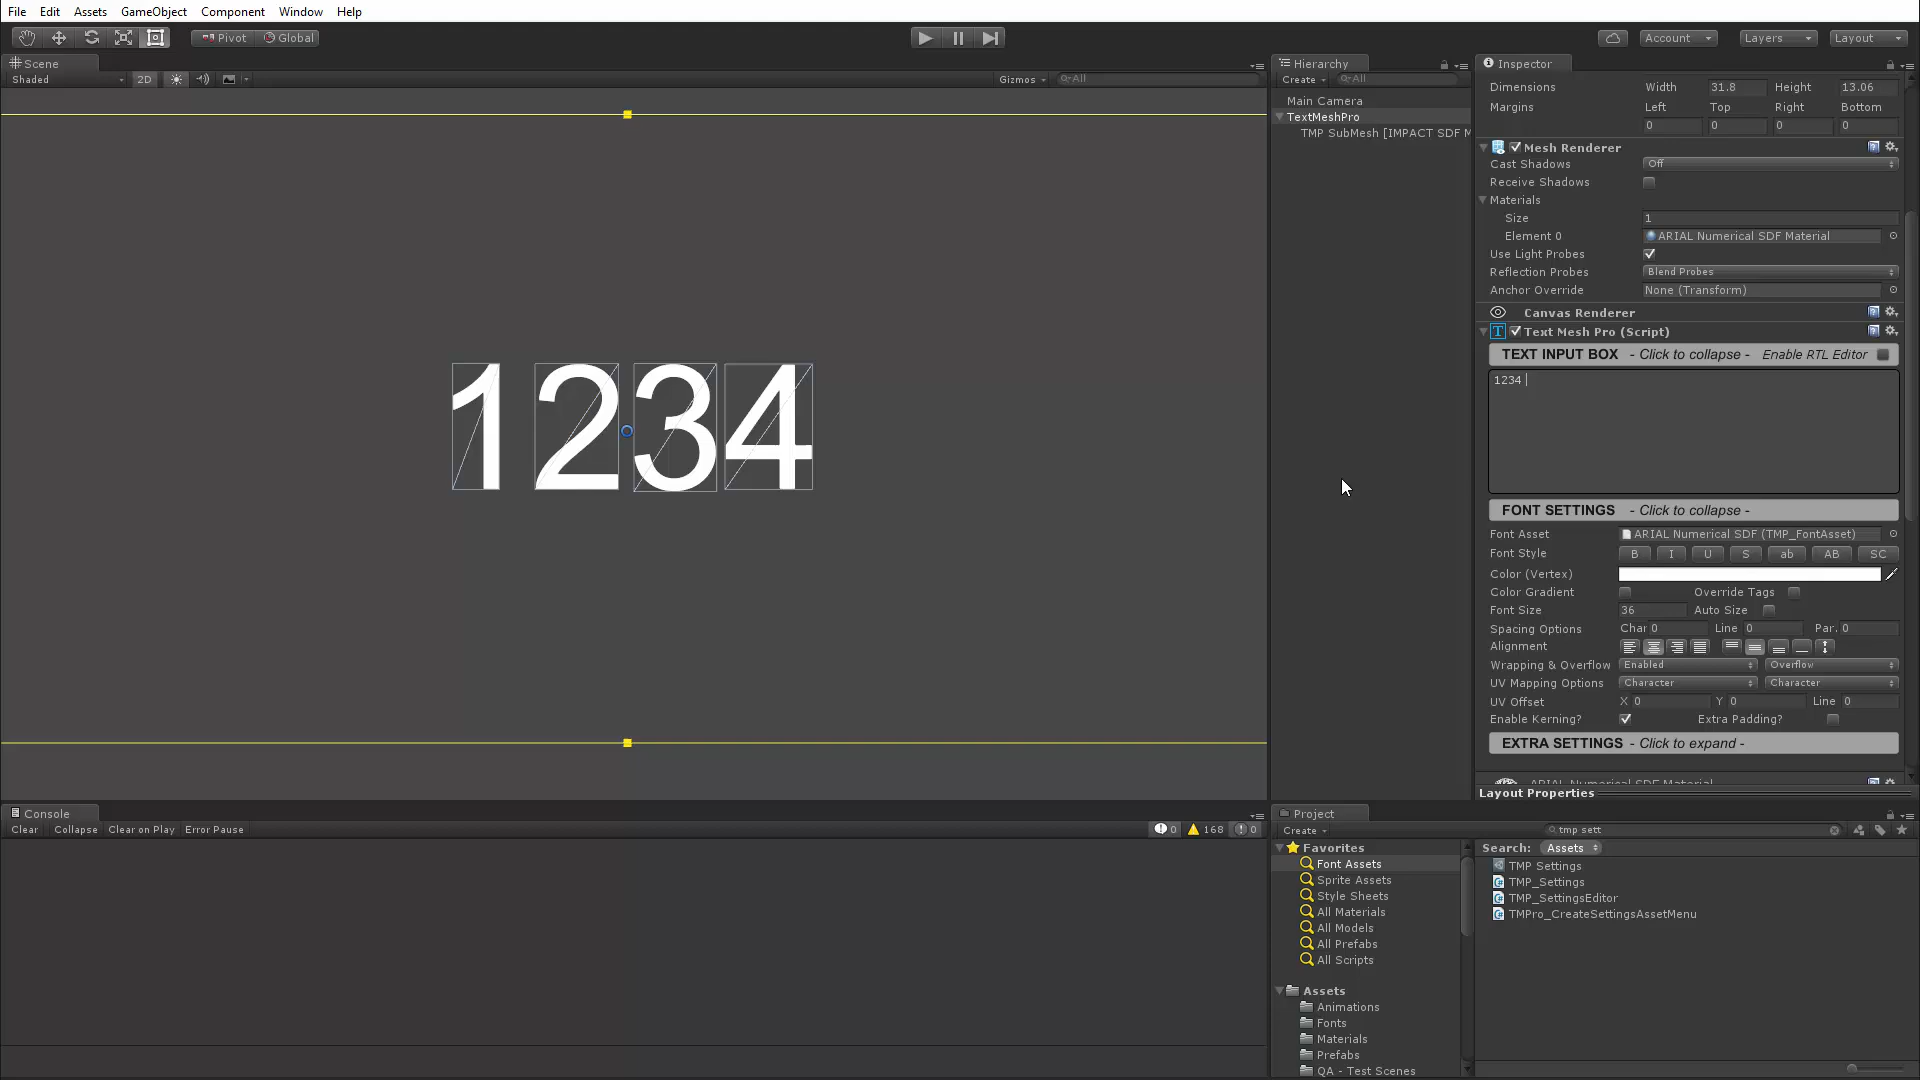 File Edit Assets GameObject Component Window Help
Pivot Global Account Layers Layout
Scene
Shaded 2D Gizmos All
1234
Hierarchy
Create All
Main Camera
TextMeshPro
TMP SubMesh [IMPACT SDF M
Inspector
Dimensions Width 31.8 Height 13.06
Margins Left Top Right Bottom
0 0 0 0
Mesh Renderer
Cast Shadows Off
Receive Shadows
Materials
Size 1
Element 0 ARIAL Numerical SDF Material
Use Light Probes
Reflection Probes Blend Probes
Anchor Override None (Transform)
Canvas Renderer
Text Mesh Pro (Script)
TEXT INPUT BOX - Click to collapse - Enable RTL Editor
1234
FONT SETTINGS - Click to collapse -
Font Asset ARIAL Numerical SDF (TMP_FontAsset)
Font Style B I U S ab AB SC
Color (Vertex)
Color Gradient Override Tags
Font Size 36 Auto Size
Spacing Options Char 0 Line 0 Par. 0
Alignment
Wrapping & Overflow Enabled Overflow
UV Mapping Options Character Character
UV Offset X 0 Y 0 Line 0
Enable Kerning? Extra Padding?
EXTRA SETTINGS - Click to expand -
ARIAL Numerical SDF Material
Layout Properties
Console
Clear Collapse Clear on Play Error Pause 0 168 0
Project
Create tmp sett
Favorites
Font Assets
Sprite Assets
Style Sheets
All Materials
All Models
All Prefabs
All Scripts
Assets
Animations
Fonts
Materials
Prefabs
QA - Test Scenes
Search: Assets
TMP Settings
TMP_Settings
TMP_SettingsEditor
TMPro_CreateSettingsAssetMenu